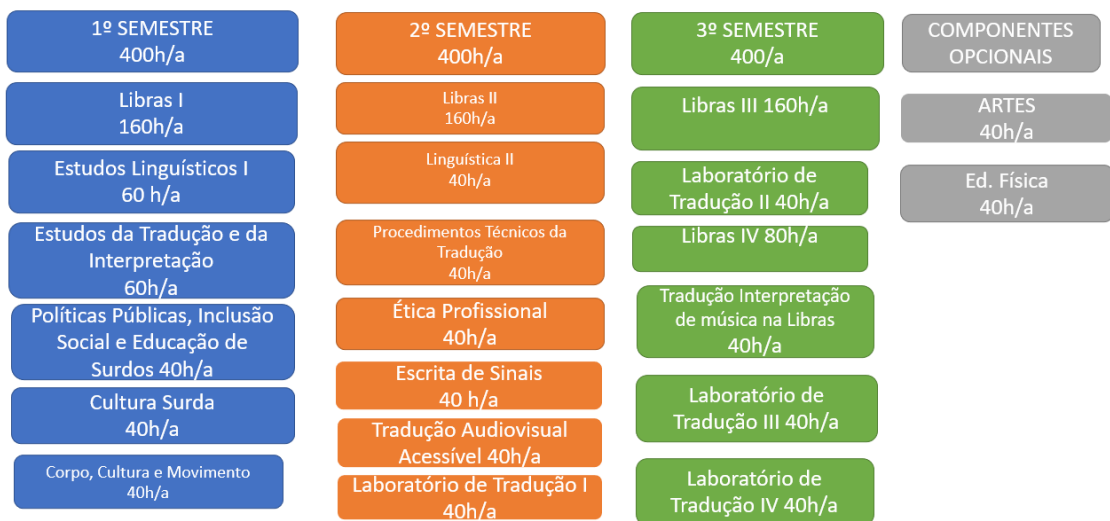 1º SEMESTRE
400h/a
Libras I
160h/a
Estudos Linguísticos I
60 h/a
Estudos da Tradução e da
Interpretação
60h/a
Políticas Públicas, Inclusão
Social e Educação de
Surdos 40h/a
Cultura Surda
40h/a
Corpo, Cultura e Movimento
40h/a
2º SEMESTRE
400h/a
Libras II
160h/a
Linguística II
40h/a
Procedimentos Técnicos da
Tradução
40h/a
Ética Profissional
40h/a
Escrita de Sinais
40 h/a
Tradução Audiovisual
Acessível 40h/a
Laboratório de Tradução I
40h/a
3º SEMESTRE
400/a
Libras III 160h/a
Laboratório de
Tradução II 40h/a
Libras IV 80h/a
Tradução Interpretação
de música na Libras
40h/a
Laboratório de
Tradução III 40h/a
Laboratório de
Tradução IV 40h/a
COMPONENTES
OPCIONAIS
ARTES
40h/a
Ed. Física
40h/a